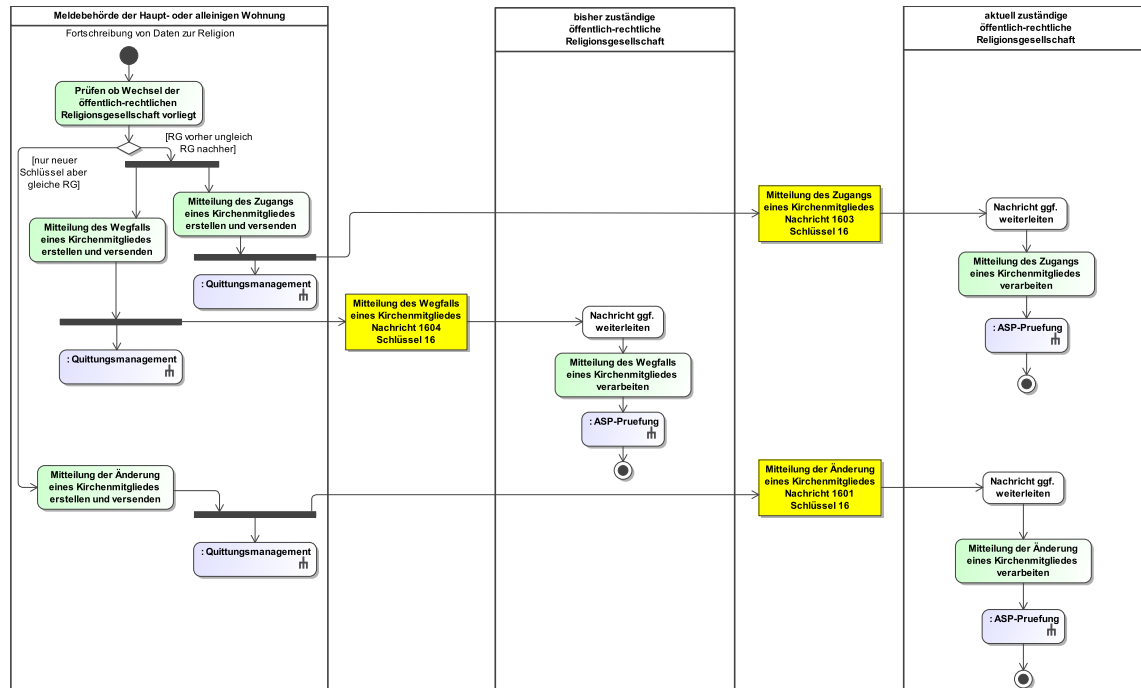 Meldebehörde der Haupt- oder alleinigen Wohnung
Fortschreibung von Daten zur Religion
Prüfen ob Wechsel der
öffentlich-rechtlichen
Religionsgesellschaft vorliegt
[RG vorher ungleich
RG nachher]
[nur neuer
Schlüssel aber
gleiche RG]
Mitteilung des Zugangs
eines Kirchenmitgliedes
erstellen und versenden
Mitteilung des Wegfalls
eines Kirchenmitgliedes
erstellen und versenden
: Quittungsmanagement
: Quittungsmanagement
Mitteilung der Änderung
eines Kirchenmitgliedes
erstellen und versenden
: Quittungsmanagement
Mitteilung des Wegfalls
eines Kirchenmitgliedes
Nachricht 1604
Schlüssel 16
bisher zuständige
öffentlich-rechtliche
Religionsgesellschaft
Nachricht ggf.
weiterleiten
Mitteilung des Wegfalls
eines Kirchenmitgliedes
verarbeiten
: ASP-Pruefung
Mitteilung des Zugangs
eines Kirchenmitgliedes
Nachricht 1603
Schlüssel 16
Mitteilung der Änderung
eines Kirchenmitgliedes
Nachricht 1601
Schlüssel 16
aktuell zuständige
öffentlich-rechtliche
Religionsgesellschaft
Nachricht ggf.
weiterleiten
Mitteilung des Zugangs
eines Kirchenmitgliedes
verarbeiten
: ASP-Pruefung
Nachricht ggf.
weiterleiten
Mitteilung der Änderung
eines Kirchenmitgliedes
verarbeiten
: ASP-Pruefung